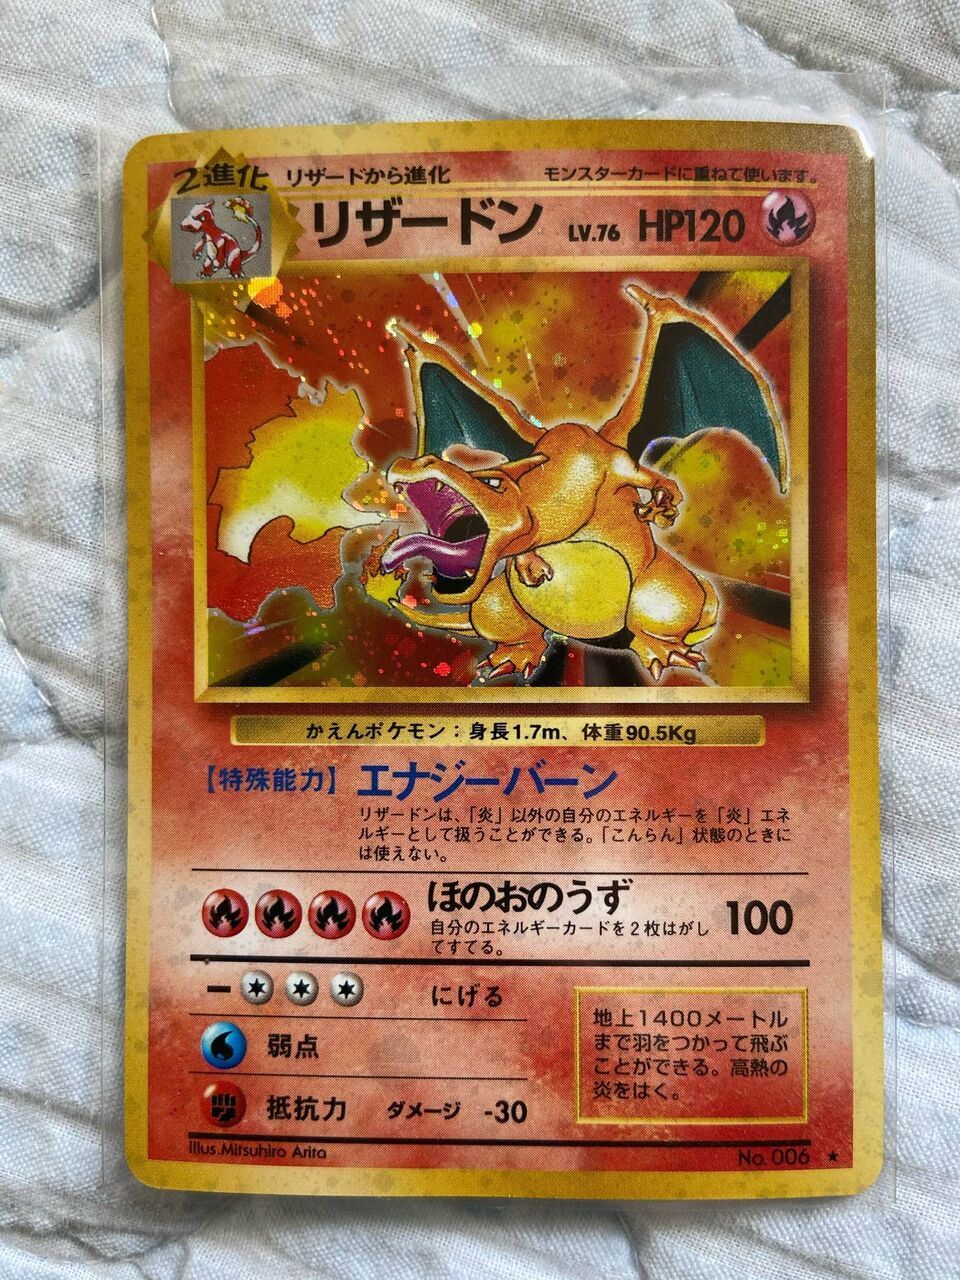 2進化 リザードから進化 モンスターカードに重ねて使います。
リザードン LV.76 HP120
かえんポケモン：身長1.7m、体重90.5Kg
【特殊能力】エナジーバーン
リザードンは、「炎」以外の自分のエネルギーを「炎」エネ
ルギーとして扱うことができる。「こんらん」状態のときに
は使えない。
ほのおのうず 100
自分のエネルギーカードを2枚はがし
てすてる。
にげる
弱点
抵抗力 ダメージ -30
地上1400メートル
まで羽をつかって飛ぶ
ことができる。高熱の
炎をはく。
Illus.Mitsuhiro Arita
No. 006 ★